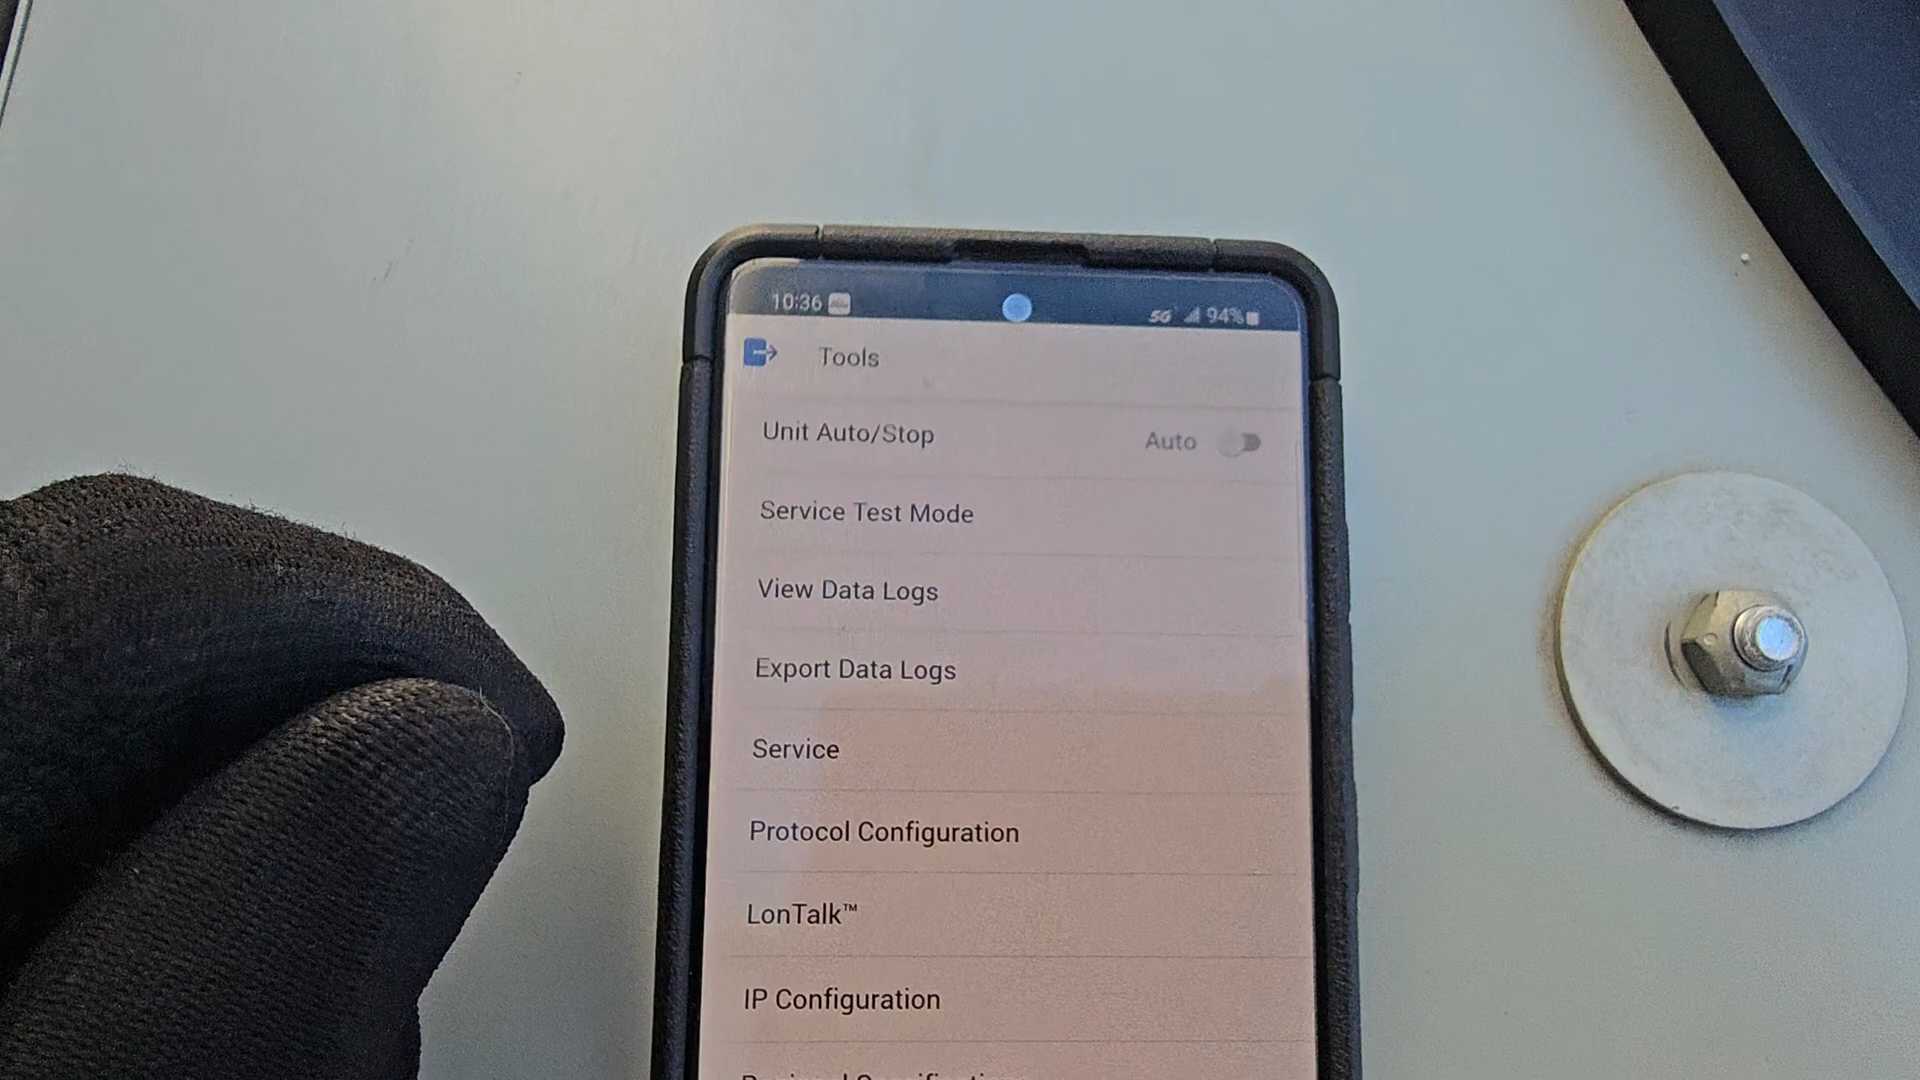 10:36
5G 94%
Tools
Unit Auto/Stop Auto
Service Test Mode
View Data Logs
Export Data Logs
Service
Protocol Configuration
LonTalk™
IP Configuration